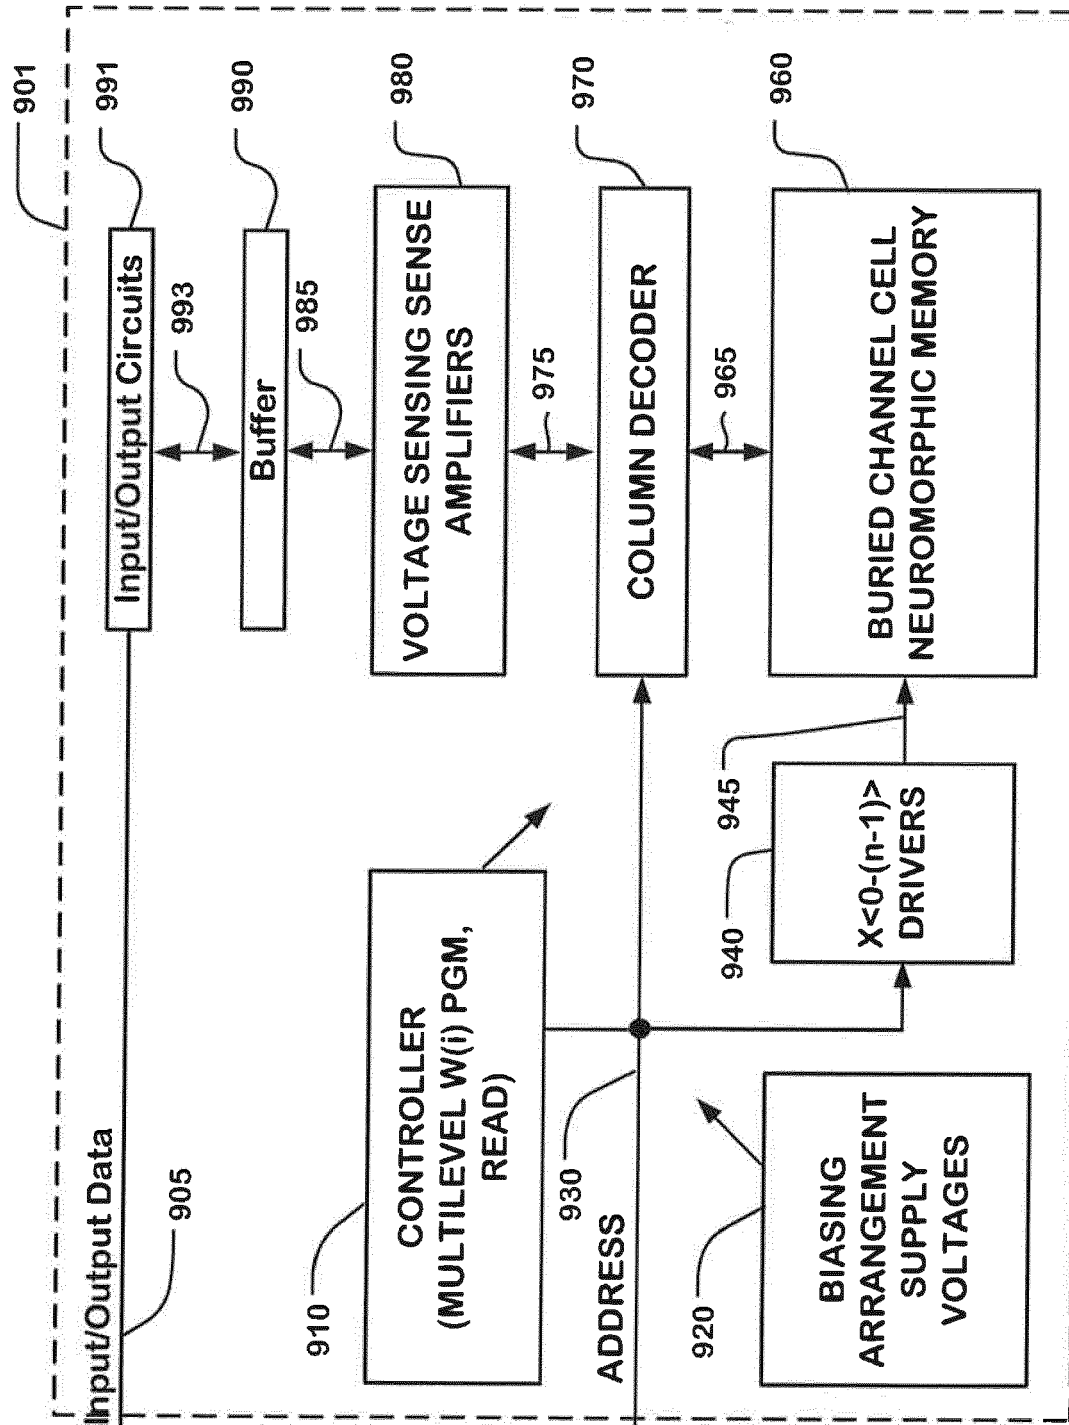 901
Input/Output Data
905
Input/Output Circuits
991
993
Buffer
990
985
VOLTAGE SENSING SENSE
AMPLIFIERS
980
975
910
CONTROLLER
(MULTILEVEL W(i) PGM,
READ)
ADDRESS
930
COLUMN DECODER
970
965
920
BIASING
ARRANGEMENT
SUPPLY
VOLTAGES
940
X<0-(n-1)>
DRIVERS
945
BURIED CHANNEL CELL
NEUROMORPHIC MEMORY
960